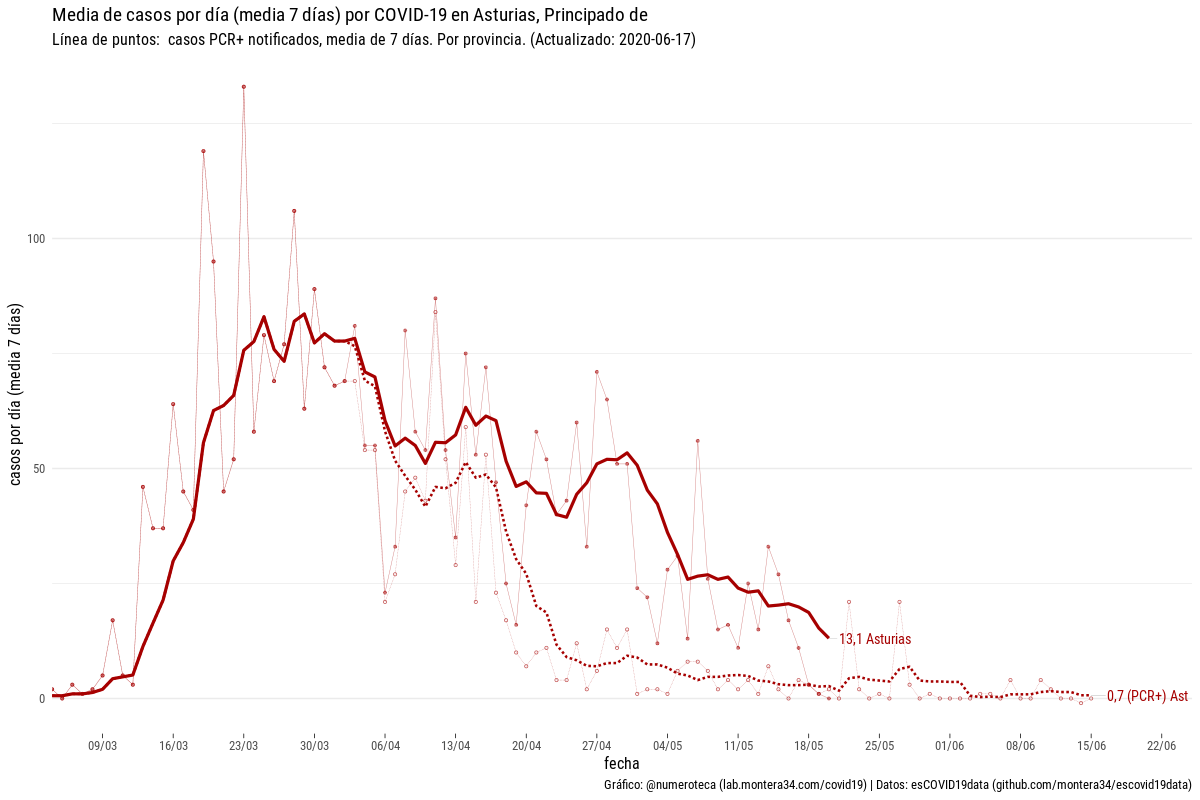 Media de casos por día (media 7 días) por COVID-19 en Asturias, Principado de
Línea de puntos:  casos PCR+ notificados, media de 7 días. Por provincia. (Actualizado: 2020-06-17)
casos por día (media 7 días)
100
50
0
13,1 Asturias
0,7 (PCR+) Ast
09/03 16/03 23/03 30/03 06/04 13/04 20/04 27/04 04/05 11/05 18/05 25/05 01/06 08/06 15/06 22/06
fecha
Gráfico: @numeroteca (lab.montera34.com/covid19) | Datos: esCOVID19data (github.com/montera34/escovid19data)